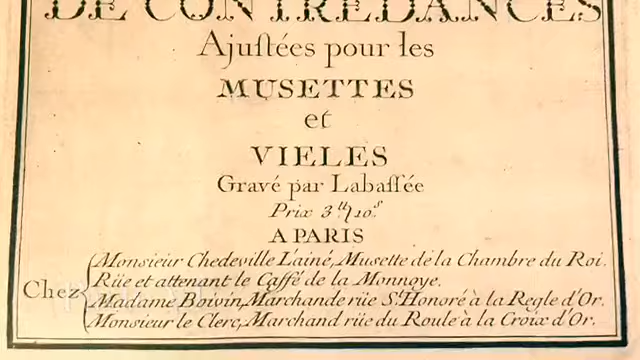 DE CONTREDANCES
Ajuſtées pour les
MUSETTES
et
VIELES
Gravé par Labaſſée
Prix 3ᵗᵗ 10ˢ
A PARIS
Chez
Monsieur Chedeville L'ainé, Musette de la Chambre du Roi.
Rüe et attenant le Caffé de la Monnoye.
Madame Boivin, Marchande rüe Sᵗ Honoré à la Regle d'Or.
Monsieur le Clerc, Marchand rüe du Roule à la Croix d'Or.